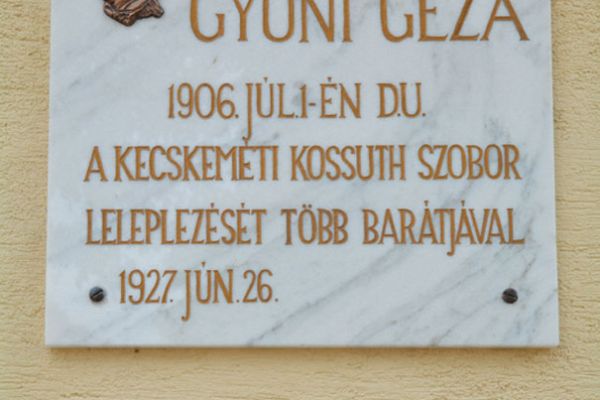 GYÓNI GÉZA
1906. JÚL.1-ÉN D.U.
A KECSKEMÉTI KOSSUTH SZOBOR
LELEPLEZÉSÉT TÖBB BARÁTJÁVAL
1927. JÚN. 26.